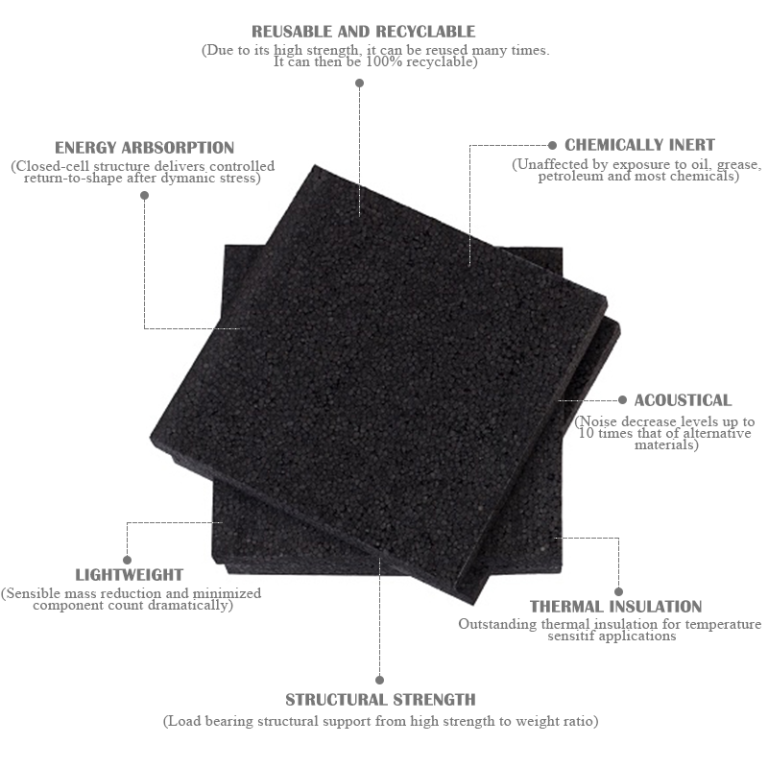 REUSABLE AND RECYCLABLE
(Due to its high strength, it can be reused many times.
It can then be 100% recyclable)
ENERGY ARBSORPTION
(Closed-cell structure delivers controlled
return-to-shape after dymanic stress)
CHEMICALLY INERT
(Unaffected by exposure to oil, grease,
petroleum and most chemicals)
ACOUSTICAL
(Noise decrease levels up to
10 times that of alternative
materials)
LIGHTWEIGHT
(Sensible mass reduction and minimized
component count dramatically)
THERMAL INSULATION
Outstanding thermal insulation for temperature
sensitif applications
STRUCTURAL STRENGTH
(Load bearing structural support from high strength to weight ratio)